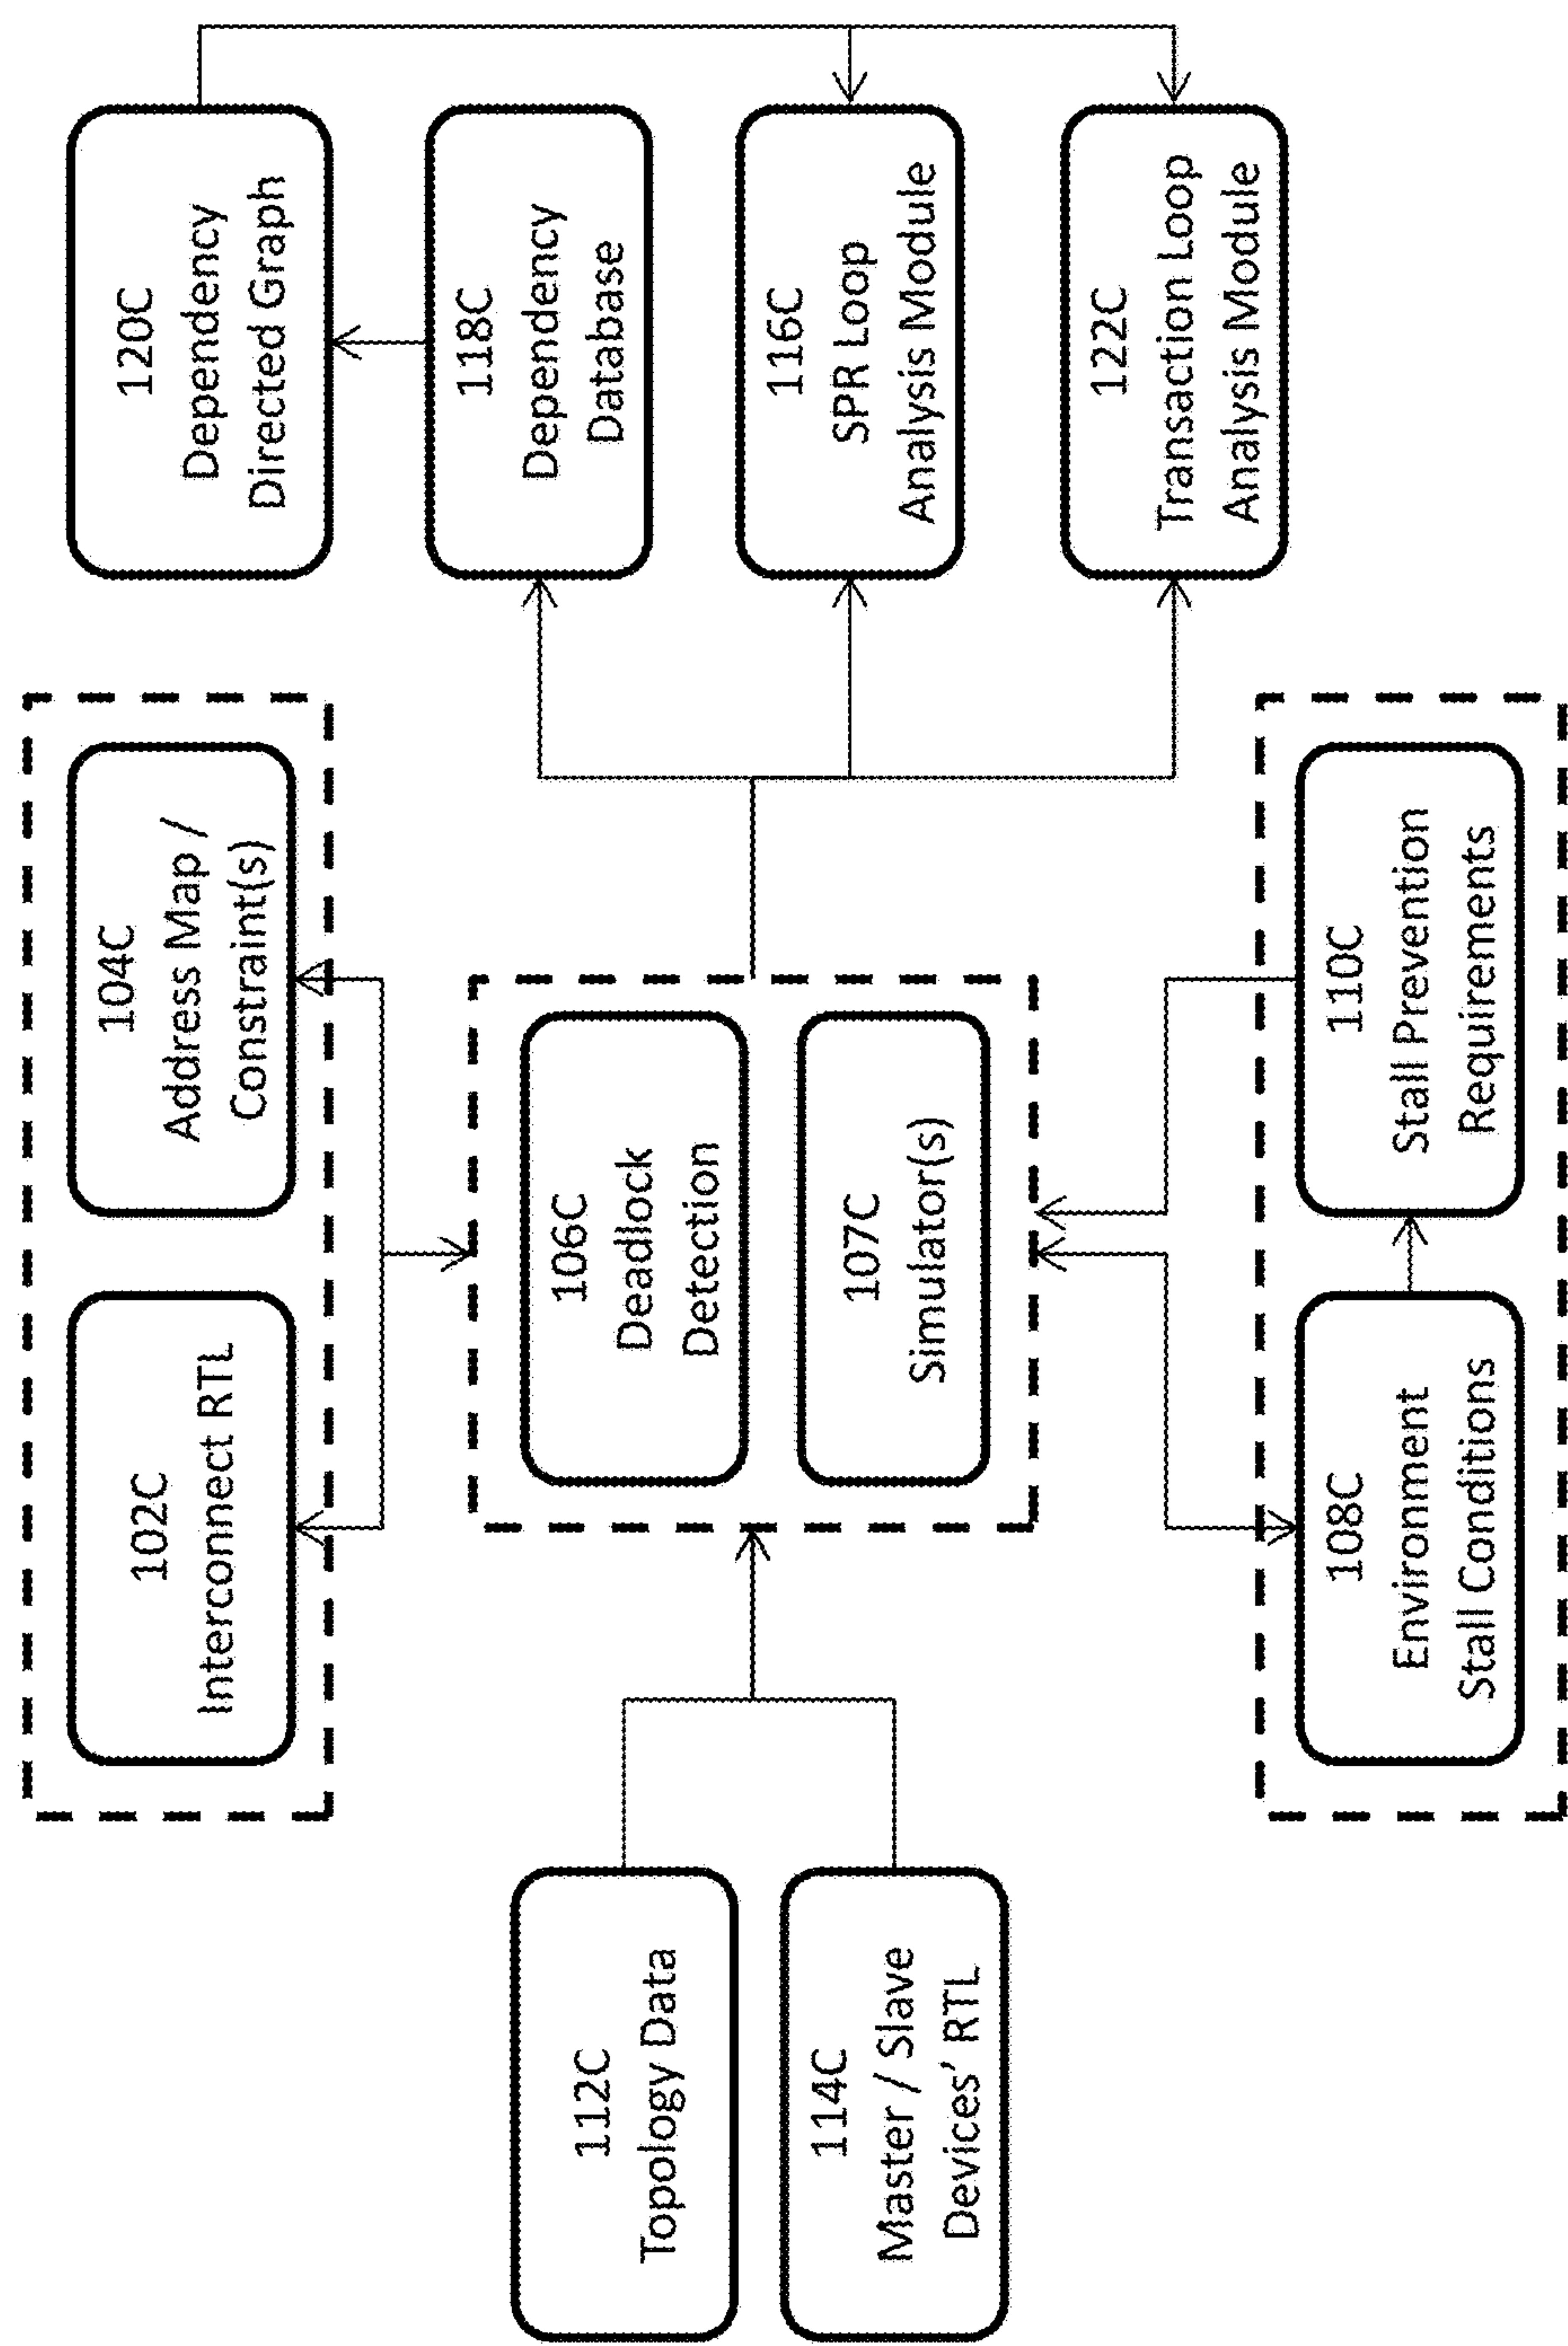 112C
Topology Data
114C
Master / Slave
Devices' RTL
102C
Interconnect RTL
104C
Address Map /
Constraint(s)
106C
Deadlock
Detection
107C
Simulator(s)
108C
Environment
Stall Conditions
110C
Stall Prevention
Requirements
120C
Dependency
Directed Graph
118C
Dependency
Database
116C
SPR Loop
Analysis Module
122C
Transaction Loop
Analysis Module